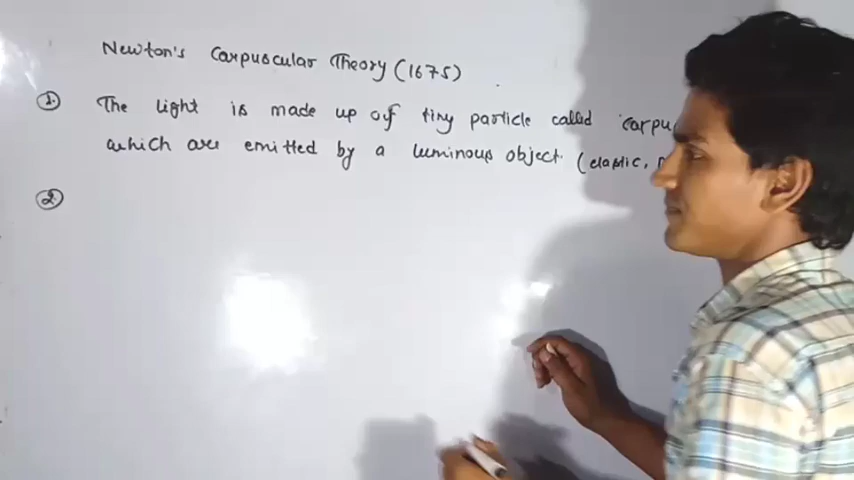 Newton's Carpuscular Theory (1675)
① The light is made up of tiny particle called 'carpu
which are emitted by a luminous object. (elastic,
②